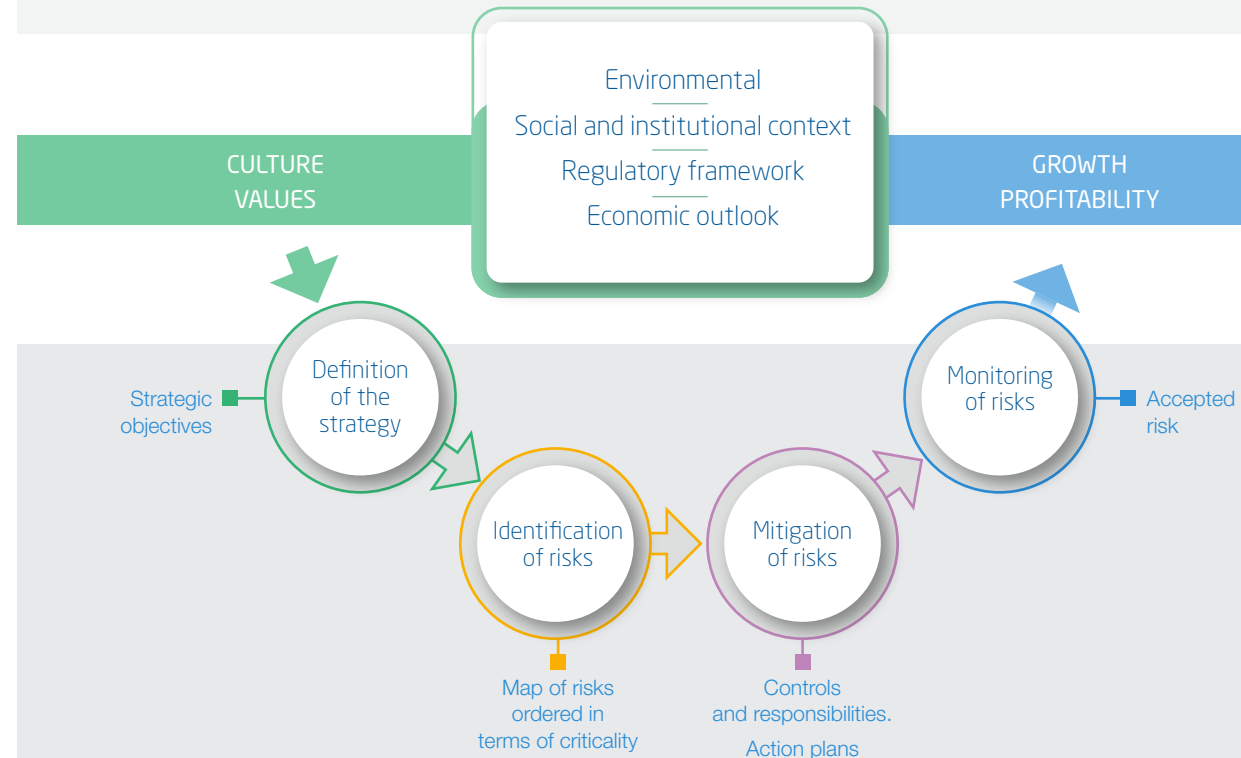 Environmental
Social and institutional context
Regulatory framework
Economic outlook
CULTURE
VALUES
GROWTH
PROFITABILITY
Definition
of the
strategy
Strategic
objectives
Identification
of risks
Map of risks
ordered in
terms of criticality
Mitigation
of risks
Controls
and responsibilities.
Action plans
Monitoring
of risks
Accepted
risk